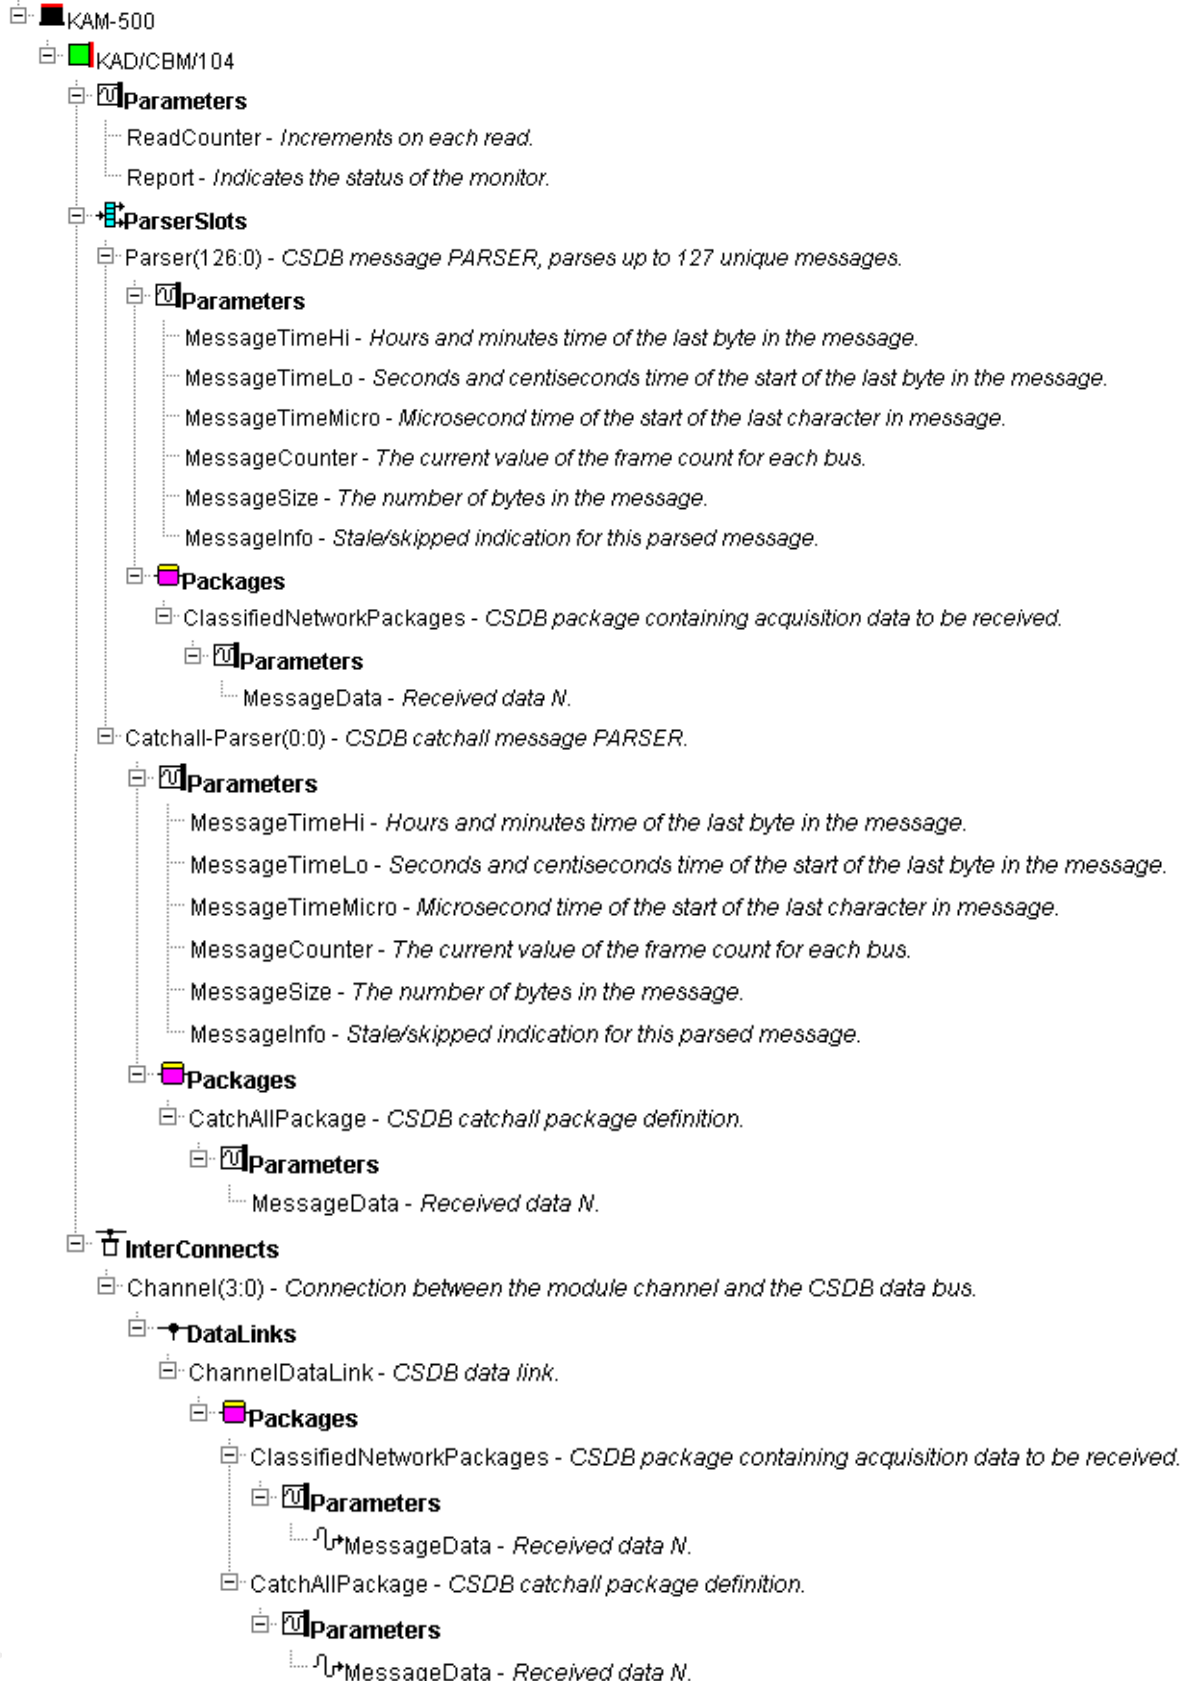 KAM-500
KAD/CBM/104
Parameters
ReadCounter - Increments on each read.
Report - Indicates the status of the monitor.
ParserSlots
Parser(126:0) - CSDB message PARSER, parses up to 127 unique messages.
Parameters
MessageTimeHi - Hours and minutes time of the last byte in the message.
MessageTimeLo - Seconds and centiseconds time of the start of the last byte in the message.
MessageTimeMicro - Microsecond time of the start of the last character in message.
MessageCounter - The current value of the frame count for each bus.
MessageSize - The number of bytes in the message.
MessageInfo - Stale/skipped indication for this parsed message.
Packages
ClassifiedNetworkPackages - CSDB package containing acquisition data to be received.
Parameters
MessageData - Received data N.
Catchall-Parser(0:0) - CSDB catchall message PARSER.
Parameters
MessageTimeHi - Hours and minutes time of the last byte in the message.
MessageTimeLo - Seconds and centiseconds time of the start of the last byte in the message.
MessageTimeMicro - Microsecond time of the start of the last character in message.
MessageCounter - The current value of the frame count for each bus.
MessageSize - The number of bytes in the message.
MessageInfo - Stale/skipped indication for this parsed message.
Packages
CatchAllPackage - CSDB catchall package definition.
Parameters
MessageData - Received data N.
InterConnects
Channel(3:0) - Connection between the module channel and the CSDB data bus.
DataLinks
ChannelDataLink - CSDB data link.
Packages
ClassifiedNetworkPackages - CSDB package containing acquisition data to be received.
Parameters
MessageData - Received data N.
CatchAllPackage - CSDB catchall package definition.
Parameters
MessageData - Received data N.